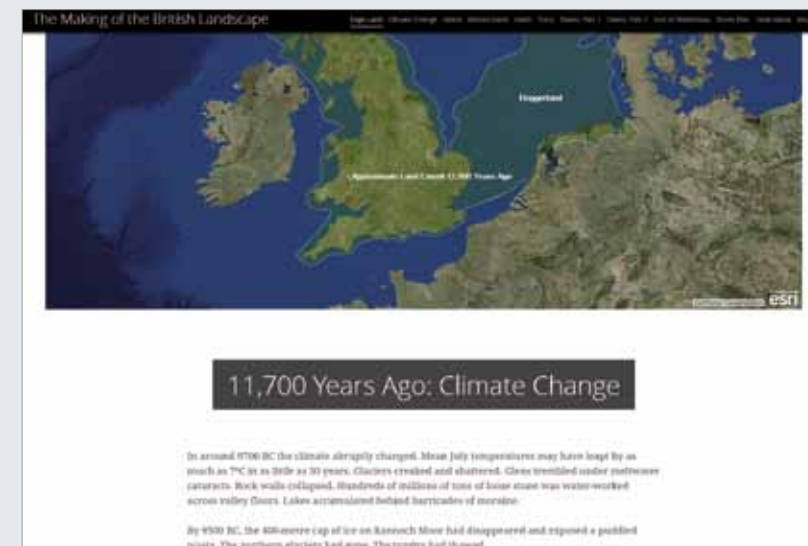 The Making of the British Landscape
Doggerland
Approximate Land Extent 11,700 Years Ago
esri
11,700 Years Ago: Climate Change
In around 9700 BC the climate abruptly changed. Mean July temperatures may have leapt by as
much as 7°C in as little as 50 years. Glaciers creaked and shattered. Glens trembled under meltwater
cataracts. Rock walls collapsed. Hundreds of millions of tons of loose stone was water-worked
across valley floors. Lakes accumulated behind barricades of moraine.
By 9500 BC, the 400-metre cap of ice on Rannoch Moor had disappeared and exposed a puddled
waste. The northern glaciers had gone. The tundra had thawed.